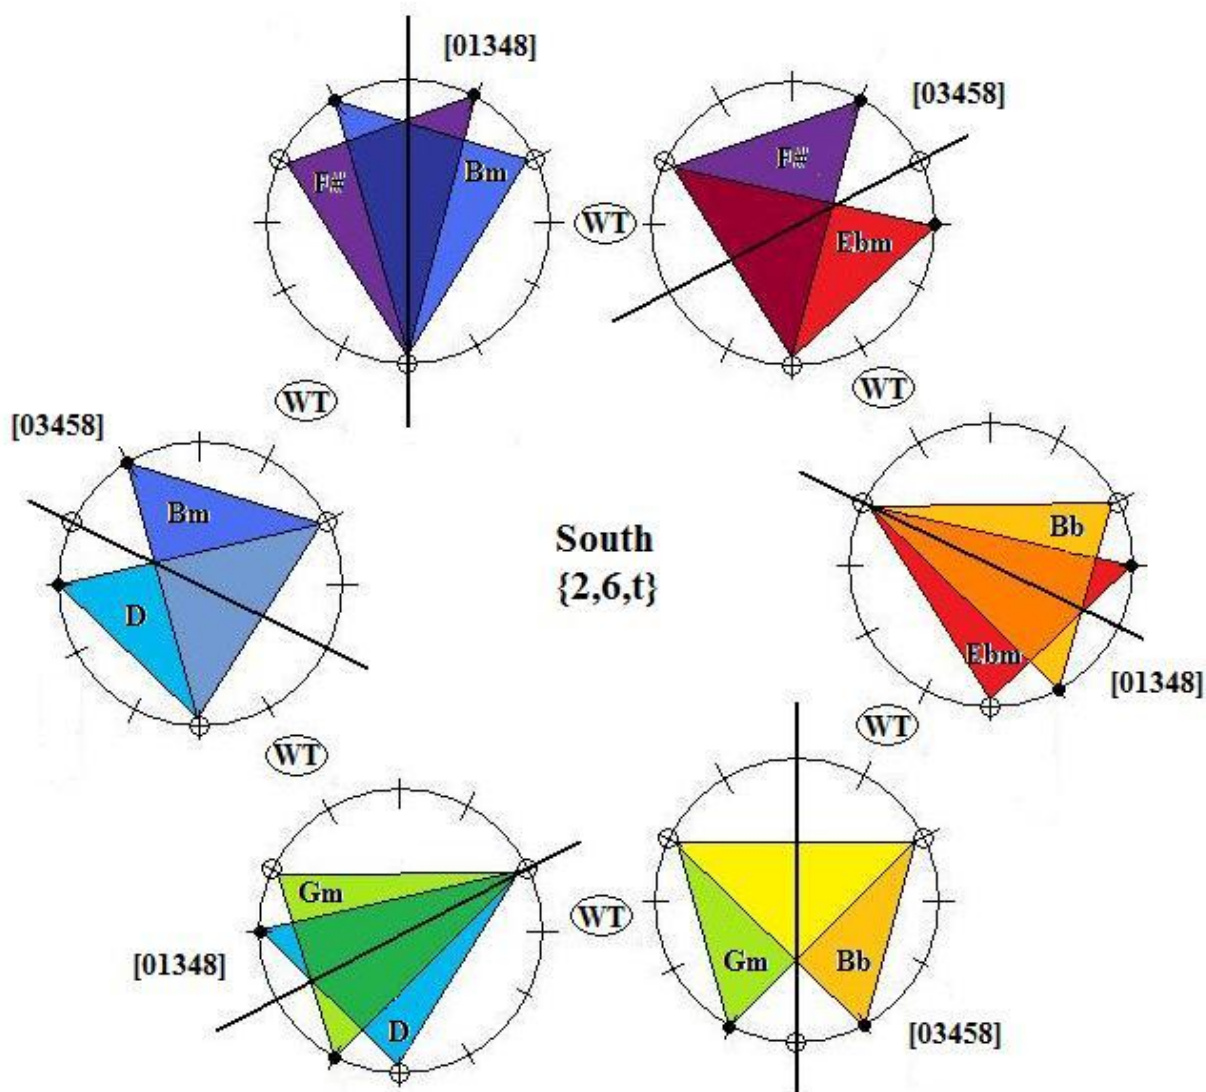 [01348]
[03458]
F#
Bm
F#
Ebm
WT
WT
WT
[03458]
Bm
D
South
{2,6,t}
Bb
Ebm
[01348]
WT
WT
Gm
D
[01348]
WT
Gm
Bb
[03458]